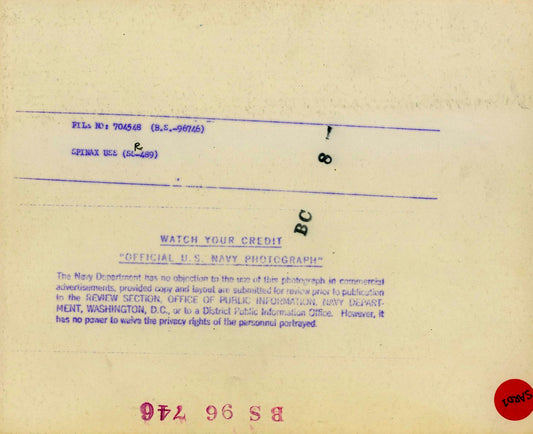 FILE NO: 704548 (B.S.-96746)
R
SPINAX USS (SS-489)
! 8
BC
WATCH YOUR CREDIT
"OFFICIAL U.S. NAVY PHOTOGRAPH"
The Navy Department has no objection to the use of this photograph in commercial
advertisements, provided copy and layout are submitted for review prior to publication
to the REVIEW SECTION, OFFICE OF PUBLIC INFORMATION, NAVY DEPART-
MENT, WASHINGTON, D.C., or to a District Public Information Office. However, it
has no power to waive the privacy rights of the personnel portrayed.
BS 96 746